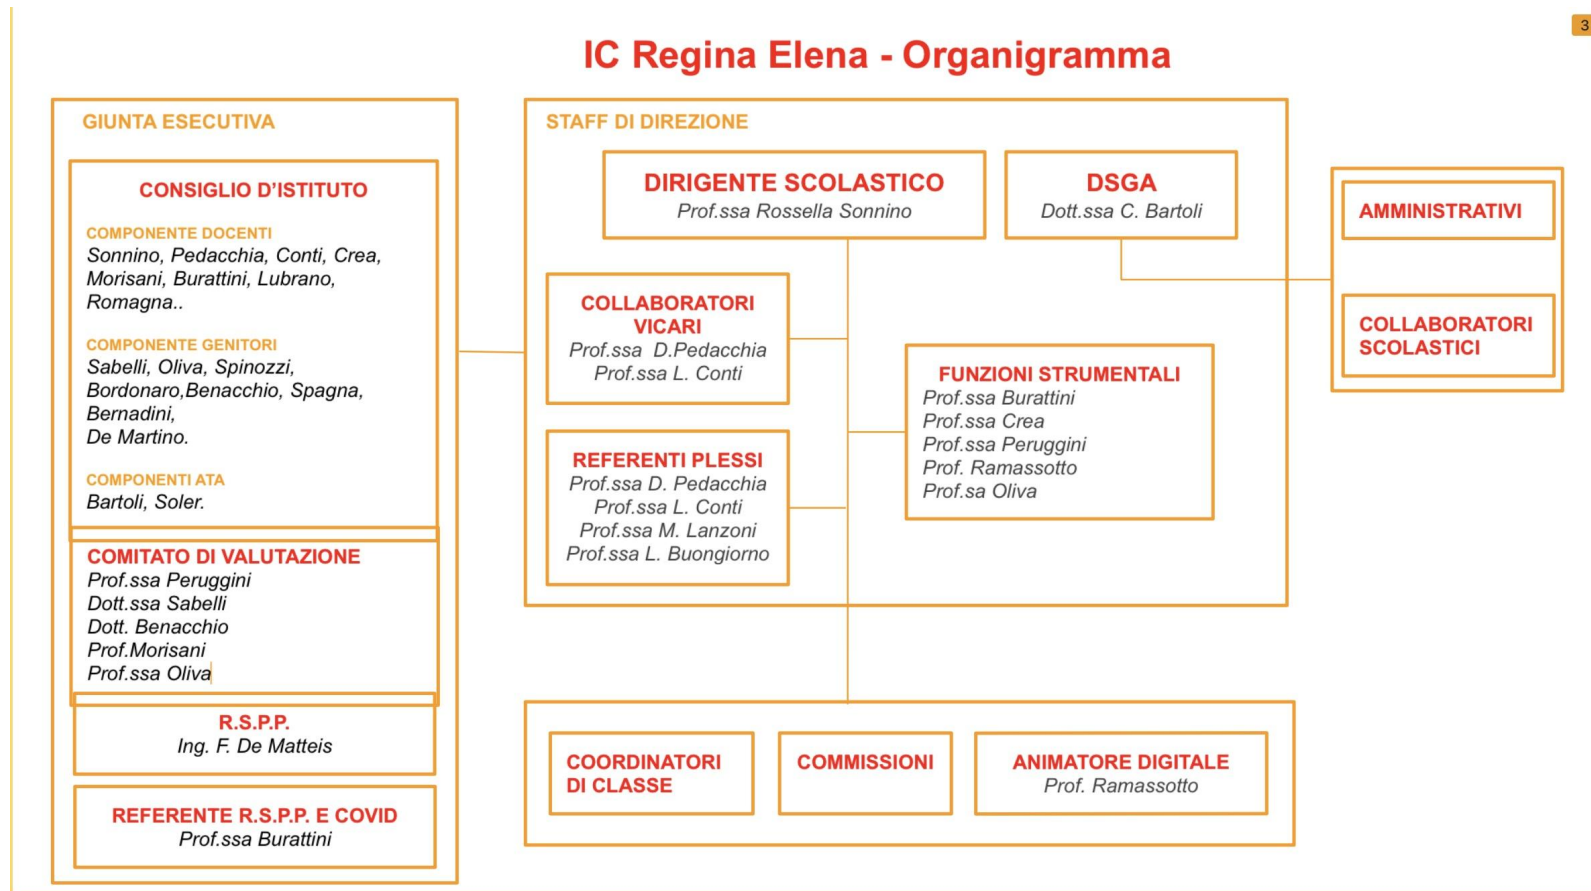 3
IC Regina Elena - Organigramma
GIUNTA ESECUTIVA
CONSIGLIO D'ISTITUTO
COMPONENTE DOCENTI
Sonnino, Pedacchia, Conti, Crea,
Morisani, Burattini, Lubrano,
Romagna..
COMPONENTE GENITORI
Sabelli, Oliva, Spinozzi,
Bordonaro,Benacchio, Spagna,
Bernadini,
De Martino.
COMPONENTI ATA
Bartoli, Soler.
COMITATO DI VALUTAZIONE
Prof.ssa Peruggini
Dott.ssa Sabelli
Dott. Benacchio
Prof.Morisani
Prof.ssa Oliva
R.S.P.P.
Ing. F. De Matteis
REFERENTE R.S.P.P. E COVID
Prof.ssa Burattini
STAFF DI DIREZIONE
DIRIGENTE SCOLASTICO
Prof.ssa Rossella Sonnino
DSGA
Dott.ssa C. Bartoli
COLLABORATORI
VICARI
Prof.ssa  D.Pedacchia
Prof.ssa L. Conti
REFERENTI PLESSI
Prof.ssa D. Pedacchia
Prof.ssa L. Conti
Prof.ssa M. Lanzoni
Prof.ssa L. Buongiorno
FUNZIONI STRUMENTALI
Prof.ssa Burattini
Prof.ssa Crea
Prof.ssa Peruggini
Prof. Ramassotto
Prof.sa Oliva
AMMINISTRATIVI
COLLABORATORI
SCOLASTICI
COORDINATORI
DI CLASSE
COMMISSIONI
ANIMATORE DIGITALE
Prof. Ramassotto